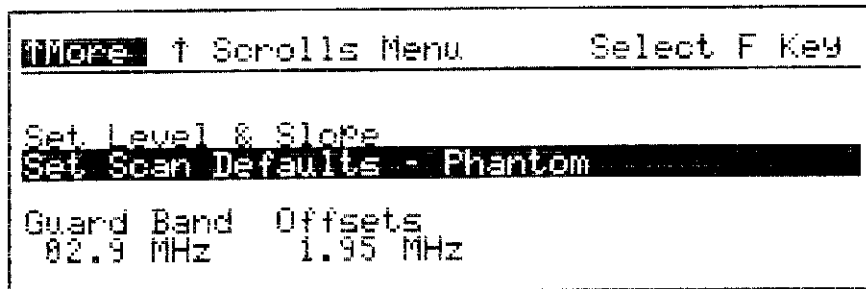 ↑More ↑ Scrolls Menu Select F Key
Set Level & Slope
Set Scan Defaults - Phantom
Guard Band Offsets
02.9 MHz 1.95 MHz